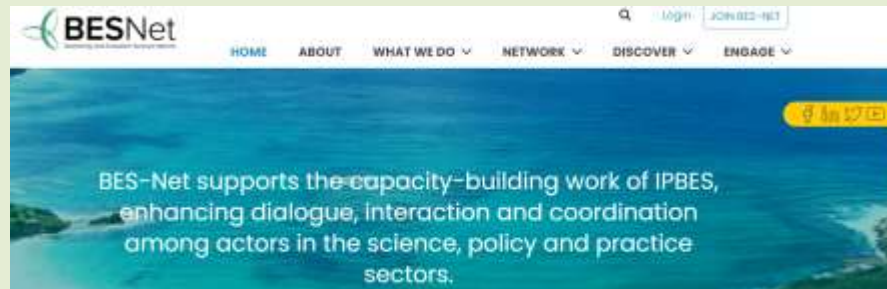 BESNet
Login JOIN BES-NET
HOME ABOUT WHAT WE DO NETWORK DISCOVER ENGAGE
BES-Net supports the capacity-building work of IPBES,
enhancing dialogue, interaction and coordination
among actors in the science, policy and practice
sectors.